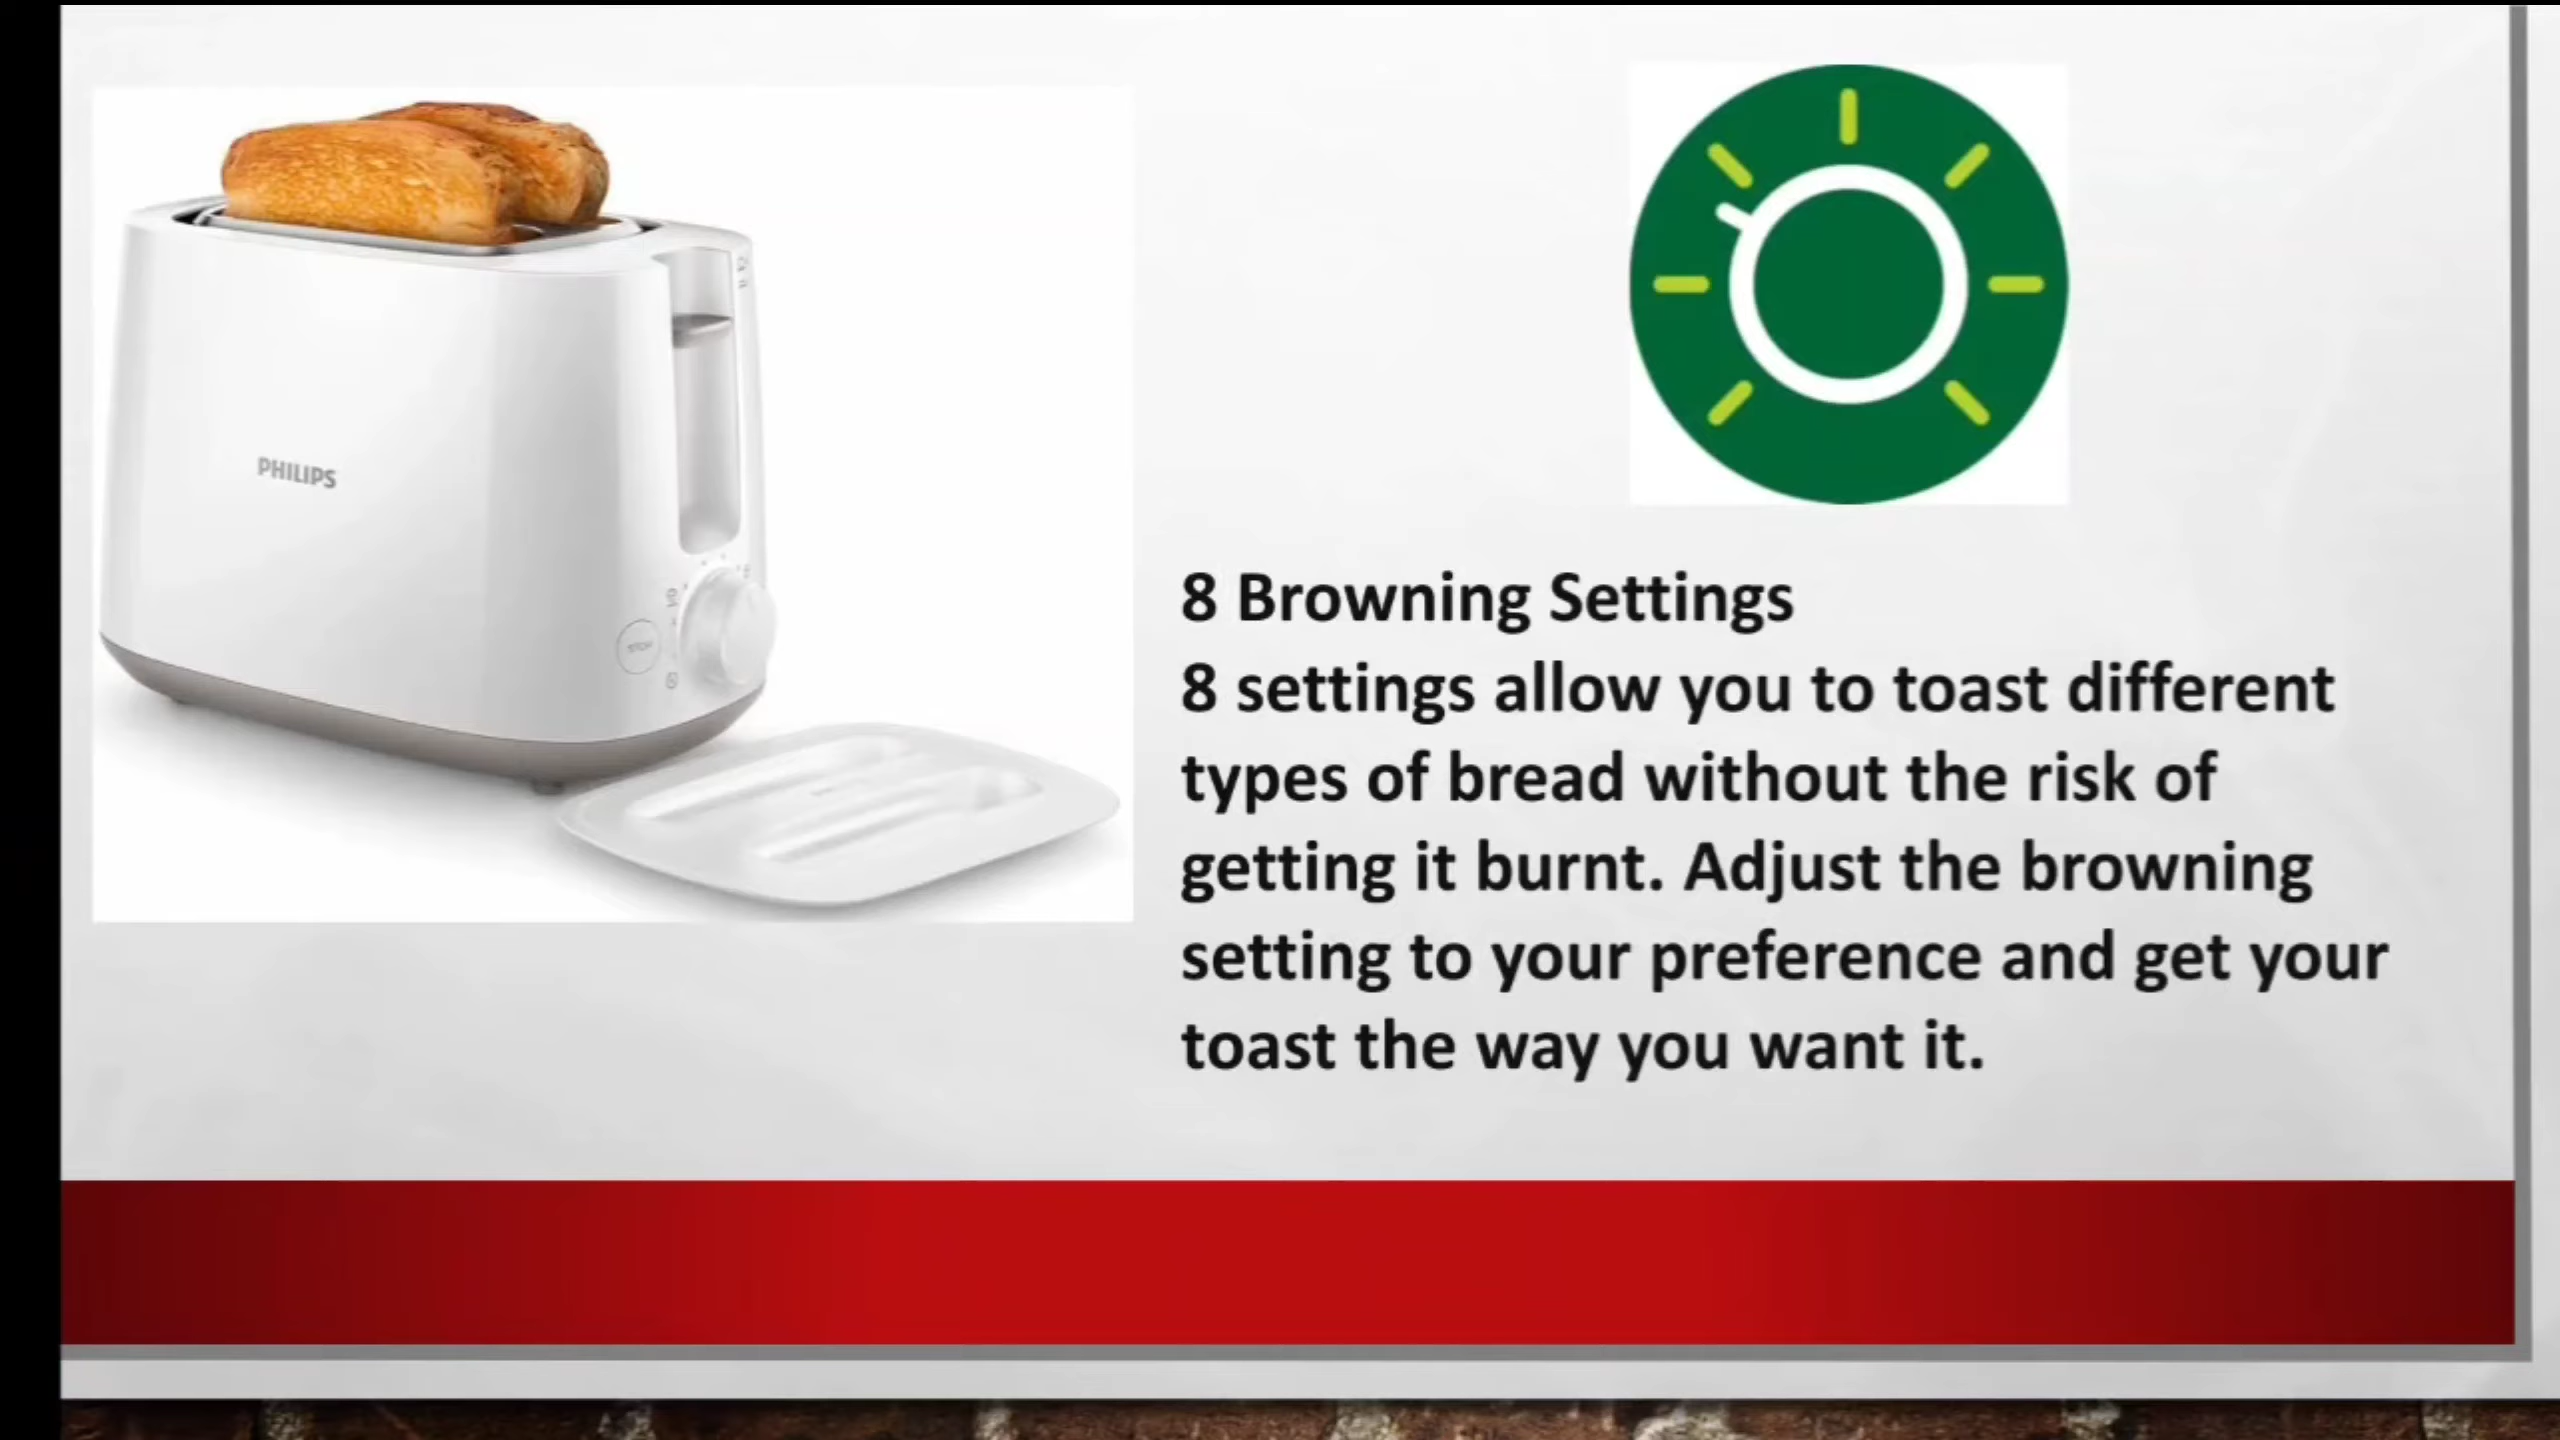 PHILIPS
STOP
8 Browning Settings
8 settings allow you to toast different
types of bread without the risk of
getting it burnt. Adjust the browning
setting to your preference and get your
toast the way you want it.